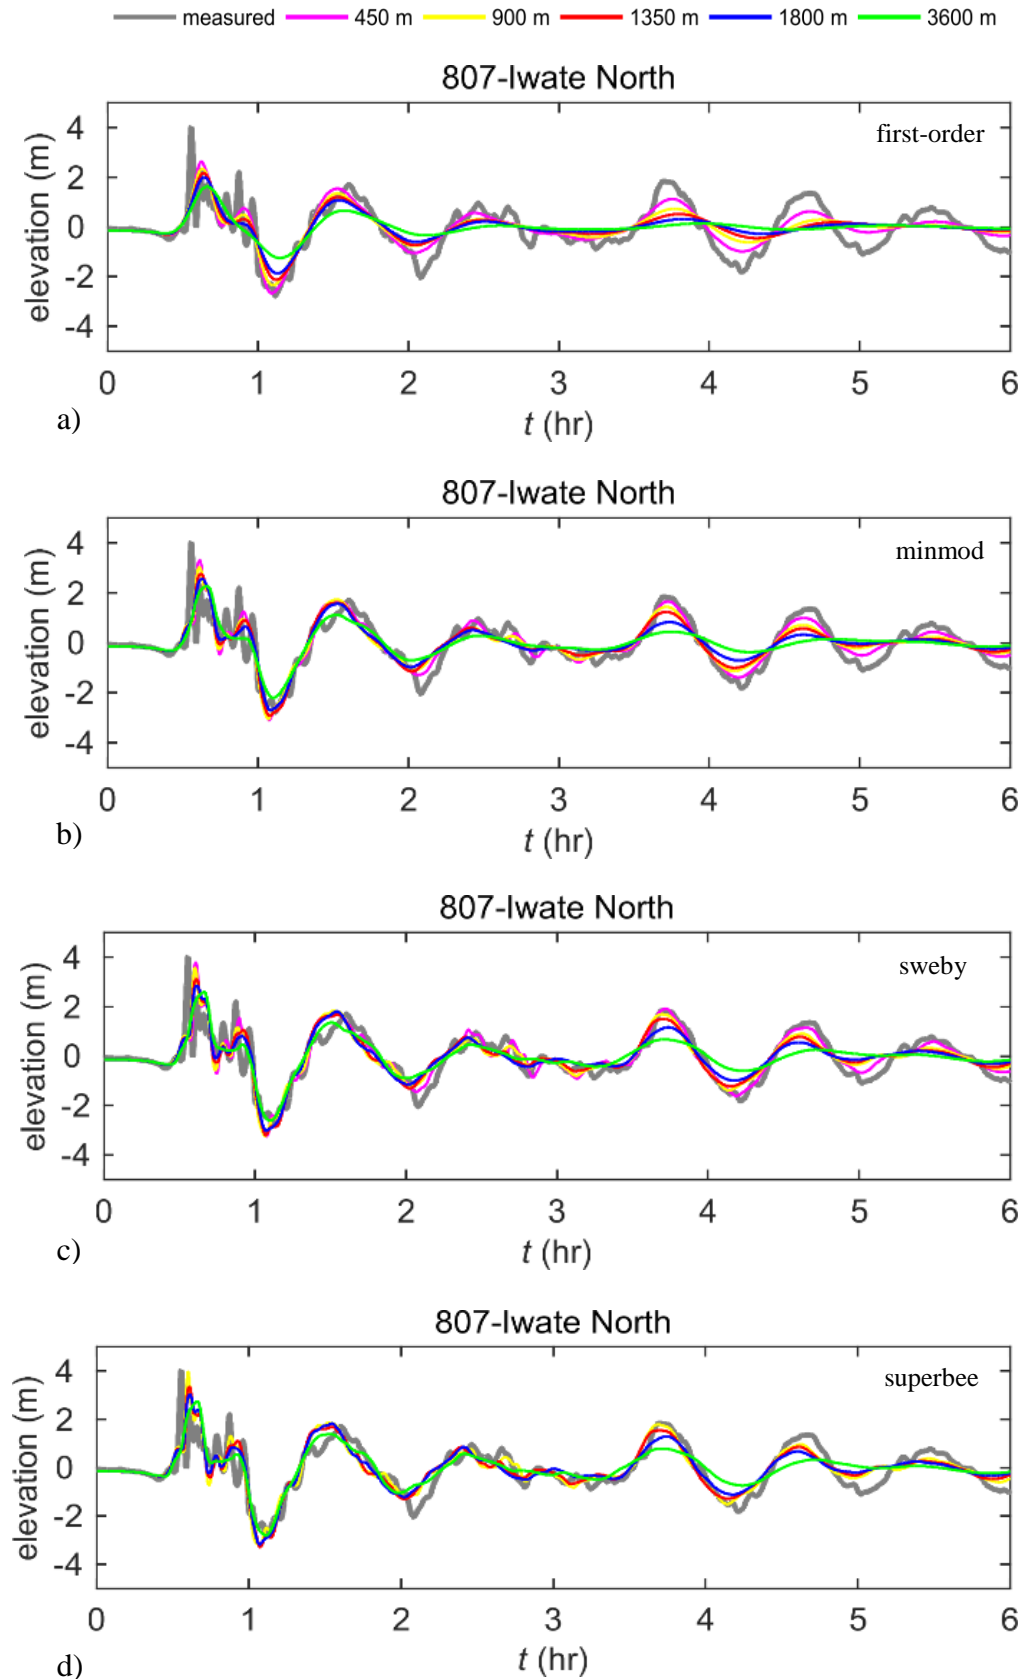 measured 450 m 900 m 1350 m 1800 m 3600 m
807-Iwate North
first-order
elevation (m)
4
2
0
-2
-4
0 1 2 3 4 5 6
t (hr)
a)
807-Iwate North
minmod
elevation (m)
4
2
0
-2
-4
0 1 2 3 4 5 6
t (hr)
b)
807-Iwate North
sweby
elevation (m)
4
2
0
-2
-4
0 1 2 3 4 5 6
t (hr)
c)
807-Iwate North
superbee
elevation (m)
4
2
0
-2
-4
0 1 2 3 4 5 6
t (hr)
d)